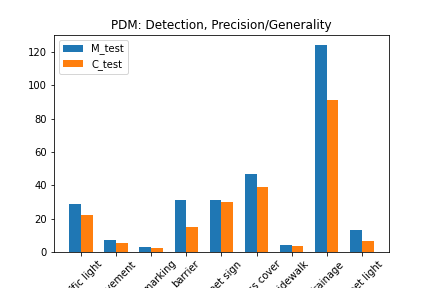 PDM: Detection, Precision/Generality
M_test
C_test
120
100
80
60
40
20
0
fic light
vement
marking
barrier
et sign
s cover
dewalk
rainage
et light